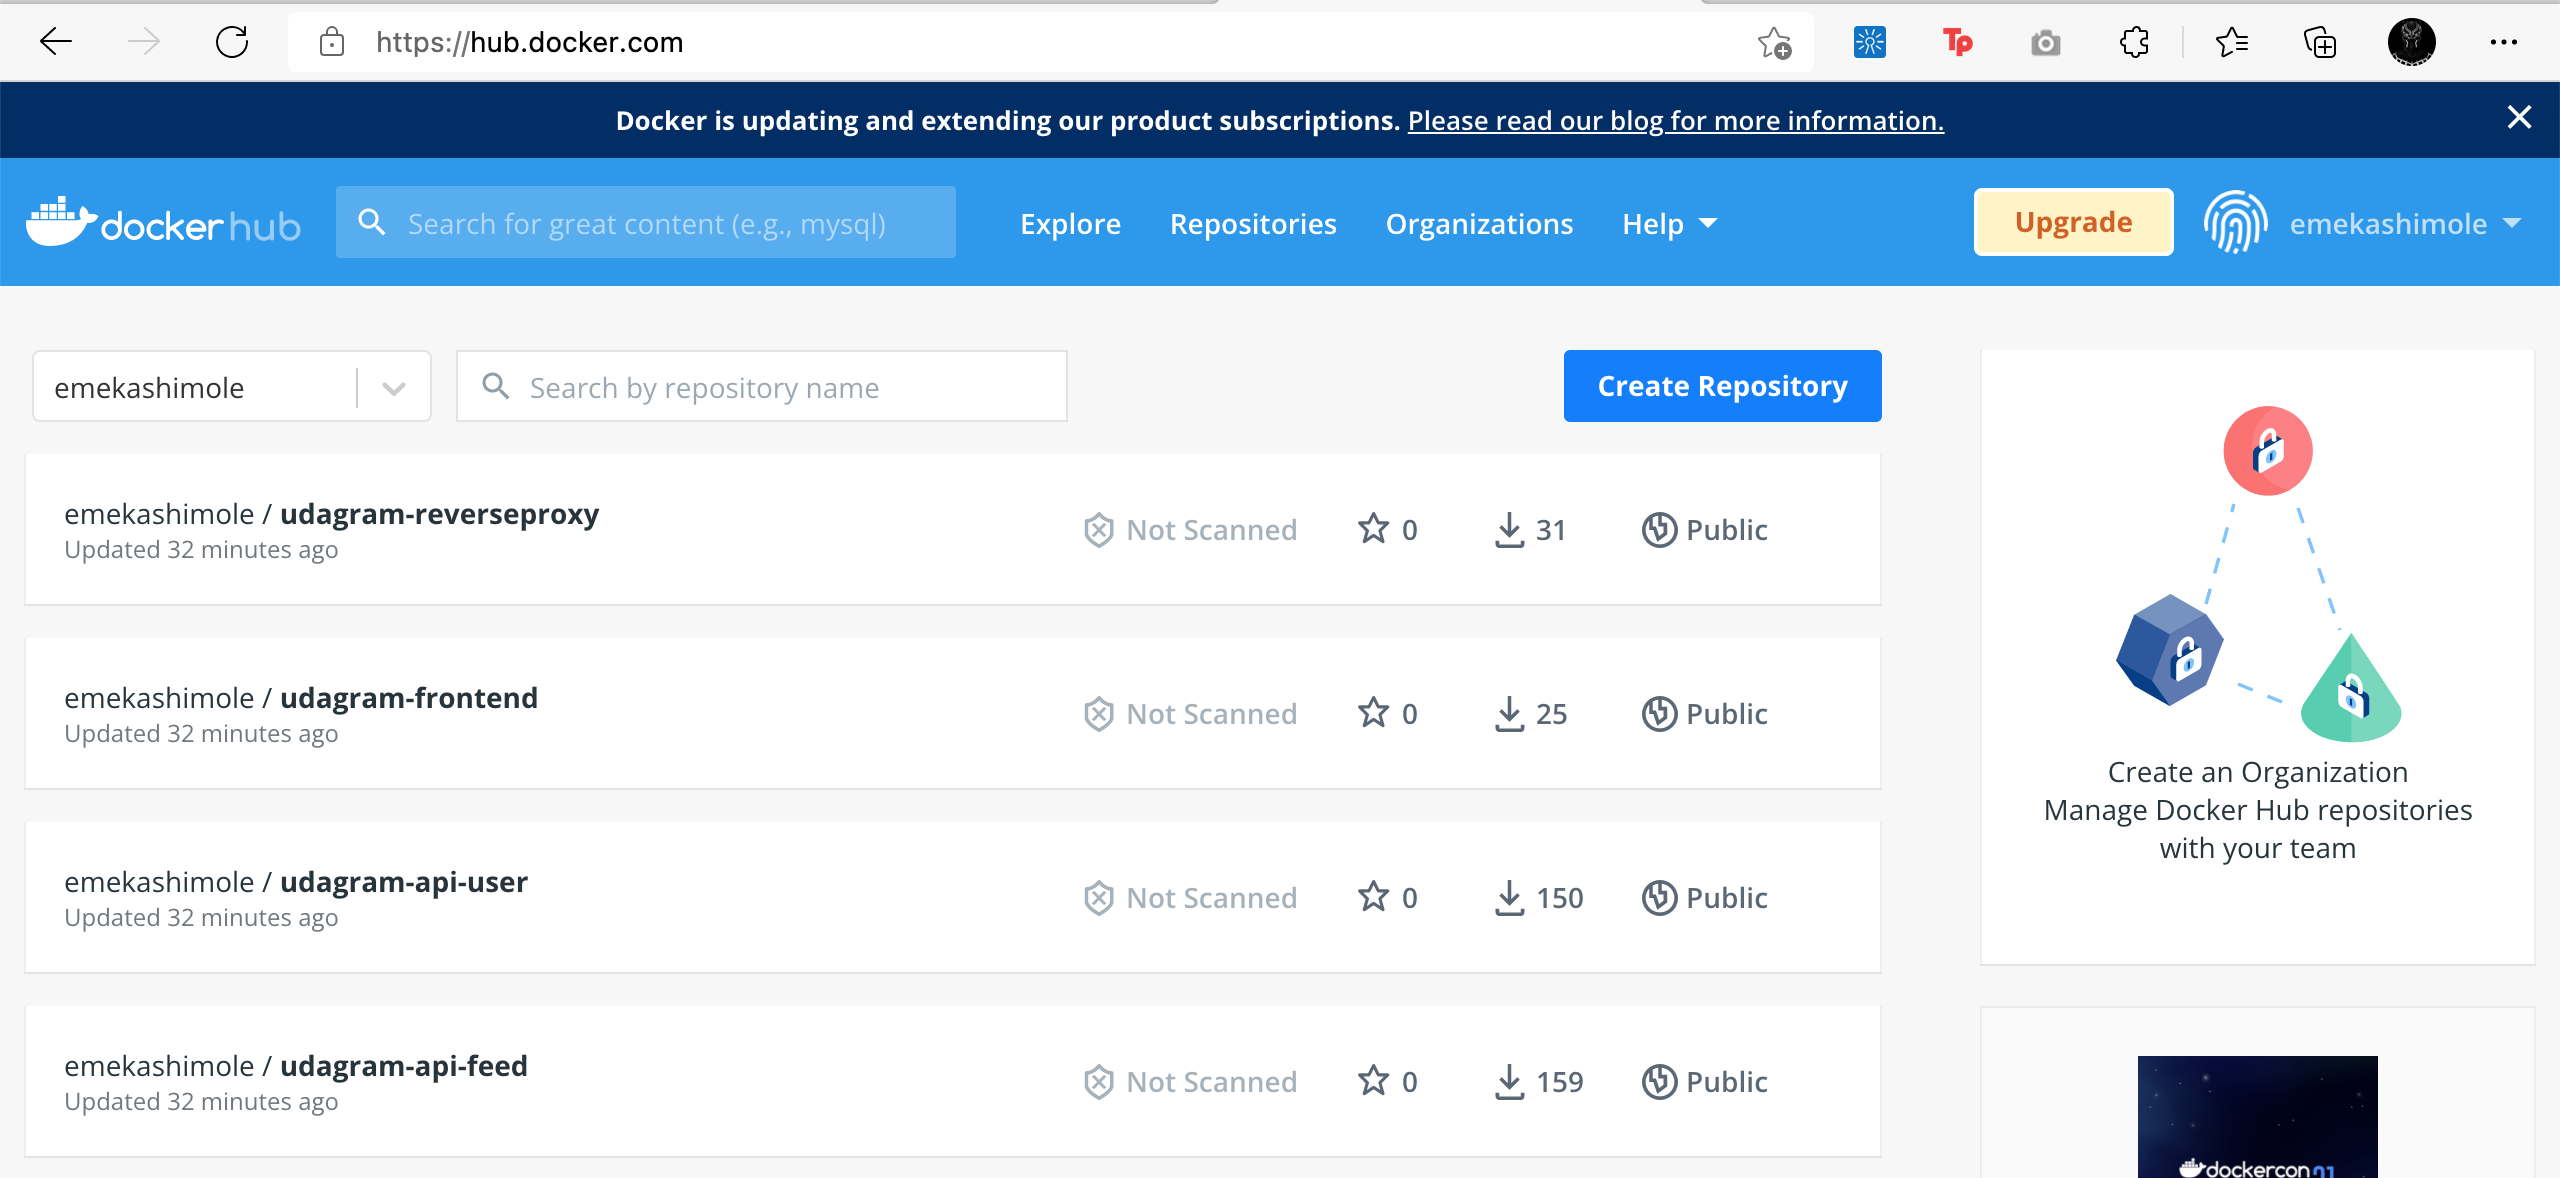 https://hub.docker.com
Tp
Docker is updating and extending our product subscriptions. Please read our blog for more information.
docker hub
Search for great content (e.g., mysql)
Explore
Repositories
Organizations
Help
Upgrade
emekashimole
emekashimole
Search by repository name
Create Repository
emekashimole / udagram-reverseproxy
Updated 32 minutes ago
Not Scanned
0
31
Public
emekashimole / udagram-frontend
Updated 32 minutes ago
Not Scanned
0
25
Public
emekashimole / udagram-api-user
Updated 32 minutes ago
Not Scanned
0
150
Public
emekashimole / udagram-api-feed
Updated 32 minutes ago
Not Scanned
0
159
Public
Create an Organization
Manage Docker Hub repositories
with your team
dockercon 21